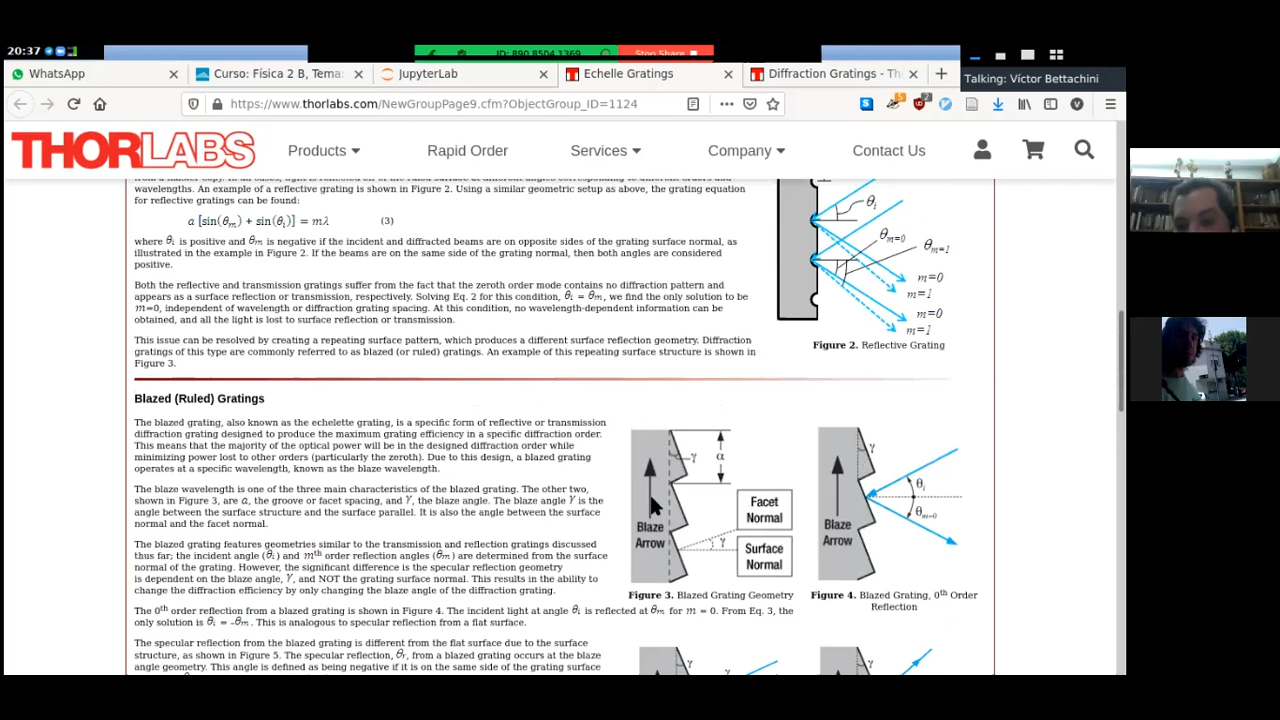 20:37
ID: 890 8504 1369
Stop Share
WhatsApp
Curso: Física 2 B, Tema:
JupyterLab
Echelle Gratings
Diffraction Gratings - Th
Talking: Víctor Bettachini
https://www.thorlabs.com/NewGroupPage9.cfm?ObjectGroup_ID=1124
THORLABS
Products
Rapid Order
Services
Company
Contact Us
wavelengths. An example of a reflective grating is shown in Figure 2. Using a similar geometric setup as above, the grating equation
for reflective gratings can be found:
a [sin(θm) + sin(θi)] = mλ (3)
where θi is positive and θm is negative if the incident and diffracted beams are on opposite sides of the grating surface normal, as
illustrated in the example in Figure 2. If the beams are on the same side of the grating normal, then both angles are considered
positive.
Both the reflective and transmission gratings suffer from the fact that the zeroth order mode contains no diffraction pattern and
appears as a surface reflection or transmission, respectively. Solving Eq. 2 for this condition, θi = θm, we find the only solution to be
m=0, independent of wavelength or diffraction grating spacing. At this condition, no wavelength-dependent information can be
obtained, and all the light is lost to surface reflection or transmission.
This issue can be resolved by creating a repeating surface pattern, which produces a different surface reflection geometry. Diffraction
gratings of this type are commonly referred to as blazed (or ruled) gratings. An example of this repeating surface structure is shown in
Figure 3.
θi
θm=0
θm=1
m=0
m=1
m=0
m=1
Figure 2. Reflective Grating
Blazed (Ruled) Gratings
The blazed grating, also known as the echelette grating, is a specific form of reflective or transmission
diffraction grating designed to produce the maximum grating efficiency in a specific diffraction order.
This means that the majority of the optical power will be in the designed diffraction order while
minimizing power lost to other orders (particularly the zeroth). Due to this design, a blazed grating
operates at a specific wavelength, known as the blaze wavelength.
The blaze wavelength is one of the three main characteristics of the blazed grating. The other two,
shown in Figure 3, are a, the groove or facet spacing, and γ, the blaze angle. The blaze angle γ is the
angle between the surface structure and the surface parallel. It is also the angle between the surface
normal and the facet normal.
The blazed grating features geometries similar to the transmission and reflection gratings discussed
thus far; the incident angle (θi) and mth order reflection angles (θm) are determined from the surface
normal of the grating. However, the significant difference is the specular reflection geometry
is dependent on the blaze angle, γ, and NOT the grating surface normal. This results in the ability to
change the diffraction efficiency by only changing the blaze angle of the diffraction grating.
The 0th order reflection from a blazed grating is shown in Figure 4. The incident light at angle θi is reflected at θm for m = 0. From Eq. 3, the
only solution is θi = –θm. This is analogous to specular reflection from a flat surface.
The specular reflection from the blazed grating is different from the flat surface due to the surface
structure, as shown in Figure 5. The specular reflection, θr, from a blazed grating occurs at the blaze
angle geometry. This angle is defined as being negative if it is on the same side of the grating surface
γ
a
Blaze
Arrow
γ
Facet
Normal
Surface
Normal
Figure 3. Blazed Grating Geometry
γ
Blaze
Arrow
θi
θm=0
Figure 4. Blazed Grating, 0th Order
Reflection
γ
γ